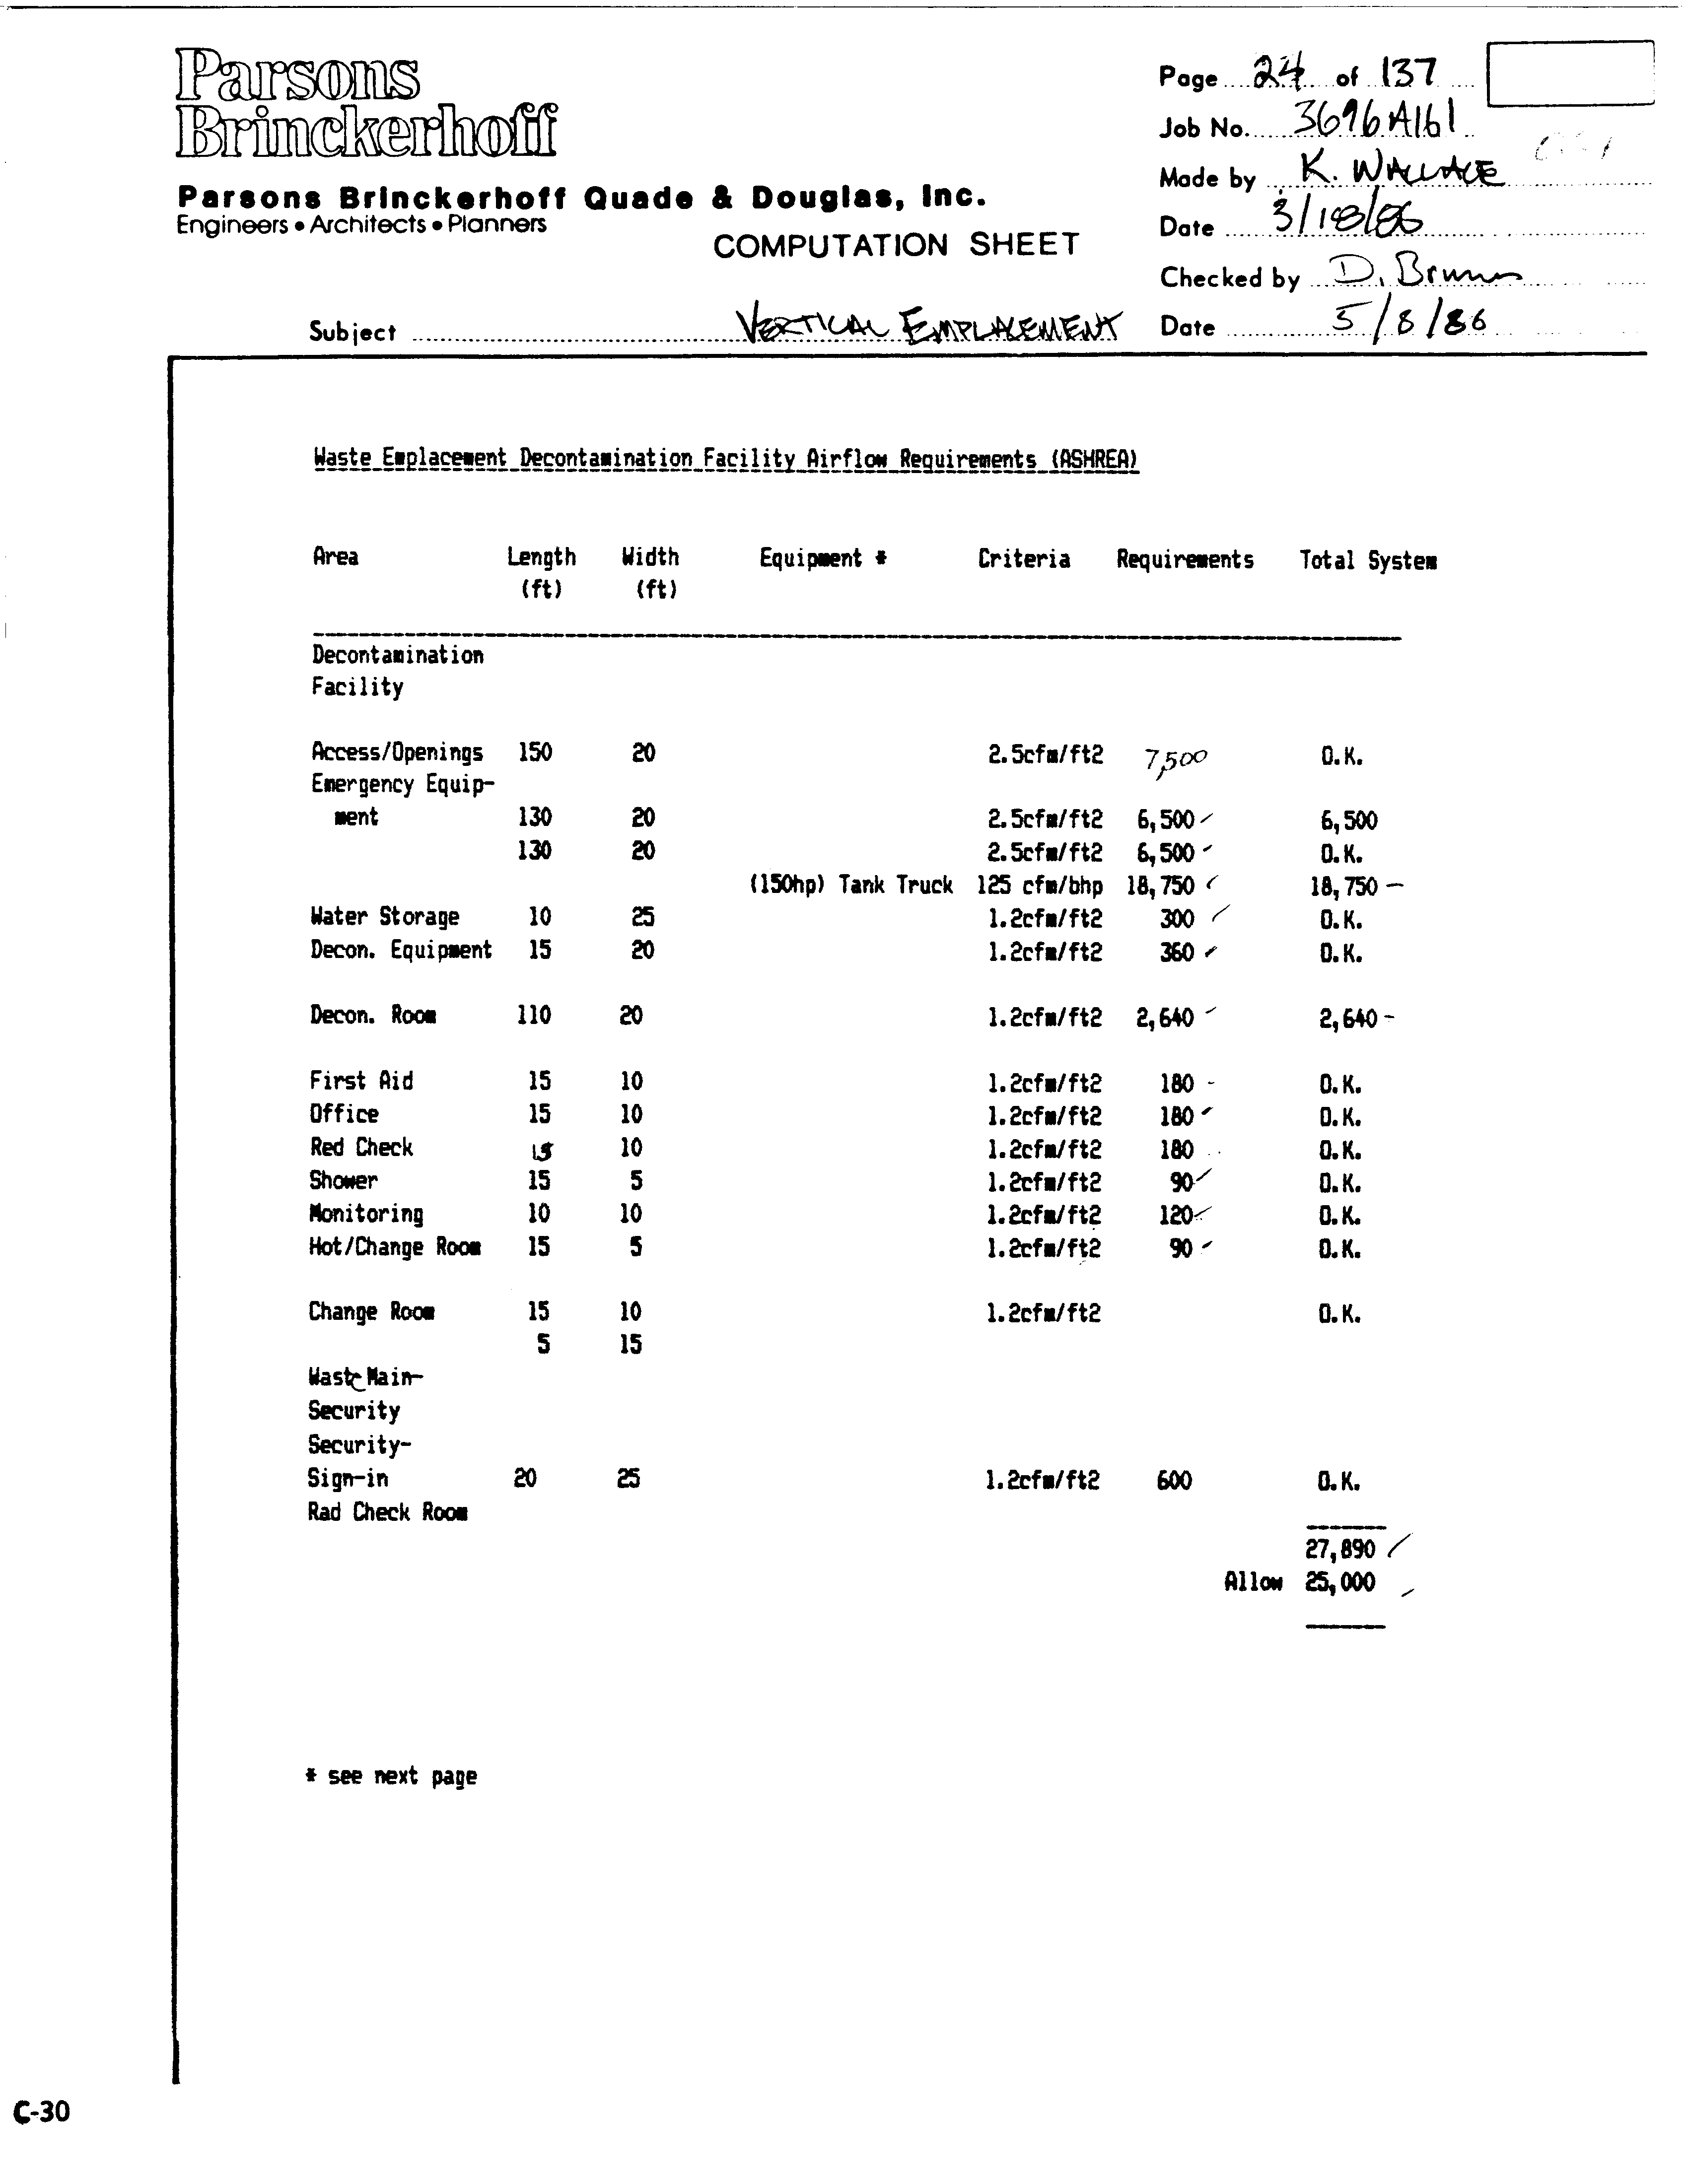 Parsons
Brinckerhoff
Parsons Brinckerhoff Quade & Douglas, Inc.
Engineers • Architects • Planners
COMPUTATION SHEET
Page 24 of 137
Job No. 3696A161
Made by K. WALLACE
Date 3/18/86
Checked by D.
Date 5/8/86
Subject VERTICAL EMPLACEMENT
Waste Emplacement Decontamination Facility Airflow Requirements (ASHREA)
Area Length Width Equipment * Criteria Requirements Total System
(ft) (ft)
Decontamination
Facility
Access/Openings 150 20 2.5cfm/ft2 7,500 O.K.
Emergency Equip-
ment 130 20 2.5cfm/ft2 6,500 6,500
130 20 2.5cfm/ft2 6,500 O.K.
(150hp) Tank Truck 125 cfm/bhp 18,750 18,750
Water Storage 10 25 1.2cfm/ft2 300 O.K.
Decon. Equipment 15 20 1.2cfm/ft2 360 O.K.
Decon. Room 110 20 1.2cfm/ft2 2,640 2,640
First Aid 15 10 1.2cfm/ft2 180 O.K.
Office 15 10 1.2cfm/ft2 180 O.K.
Red Check 15 10 1.2cfm/ft2 180 O.K.
Shower 15 5 1.2cfm/ft2 90 O.K.
Monitoring 10 10 1.2cfm/ft2 120 O.K.
Hot/Change Room 15 5 1.2cfm/ft2 90 O.K.
Change Room 15 10 1.2cfm/ft2 O.K.
5 15
Waste Main-
Security
Security-
Sign-in 20 25 1.2cfm/ft2 600 O.K.
Rad Check Room
27,890
Allow 25,000
* see next page
C-30